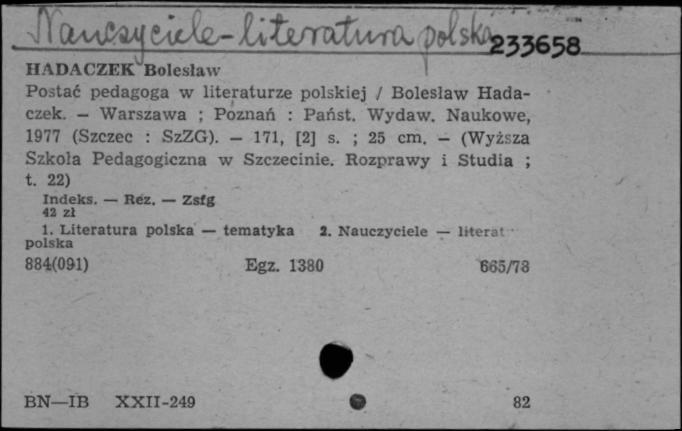 Nauczyciele - literatura polska
233658
HADACZEK Bolesław
Postać pedagoga w literaturze polskiej / Bolesław Hada-
czek. — Warszawa ; Poznań : Państ. Wydaw. Naukowe,
1977 (Szczec : SzZG). — 171, [2] s. ; 25 cm. — (Wyższa
Szkoła Pedagogiczna w Szczecinie. Rozprawy i Studia ;
t. 22)
Indeks. — Rez. — Zsfg
42 zł
1. Literatura polska — tematyka 2. Nauczyciele — literat
polska
884(091) Egz. 1380 665/78
BN—IB XXII-249 82